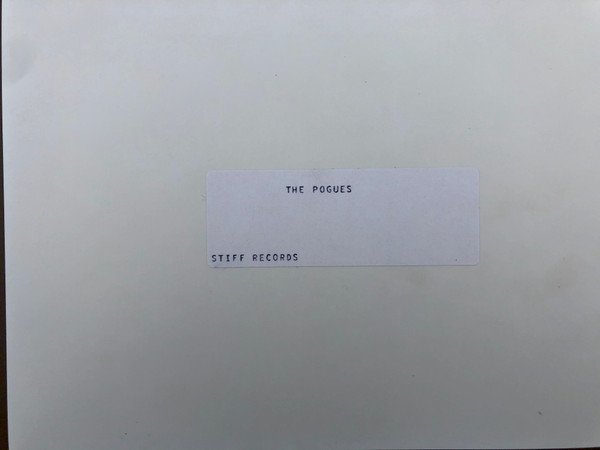 THE POGUES
STIFF RECORDS